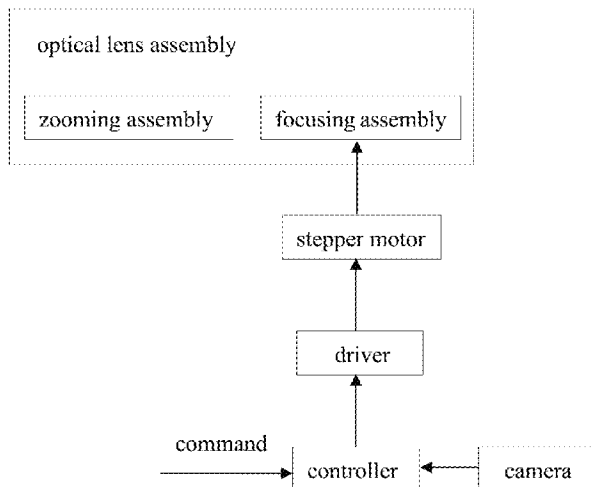 optical lens assembly
zooming assembly
focusing assembly
stepper motor
driver
command
controller
camera